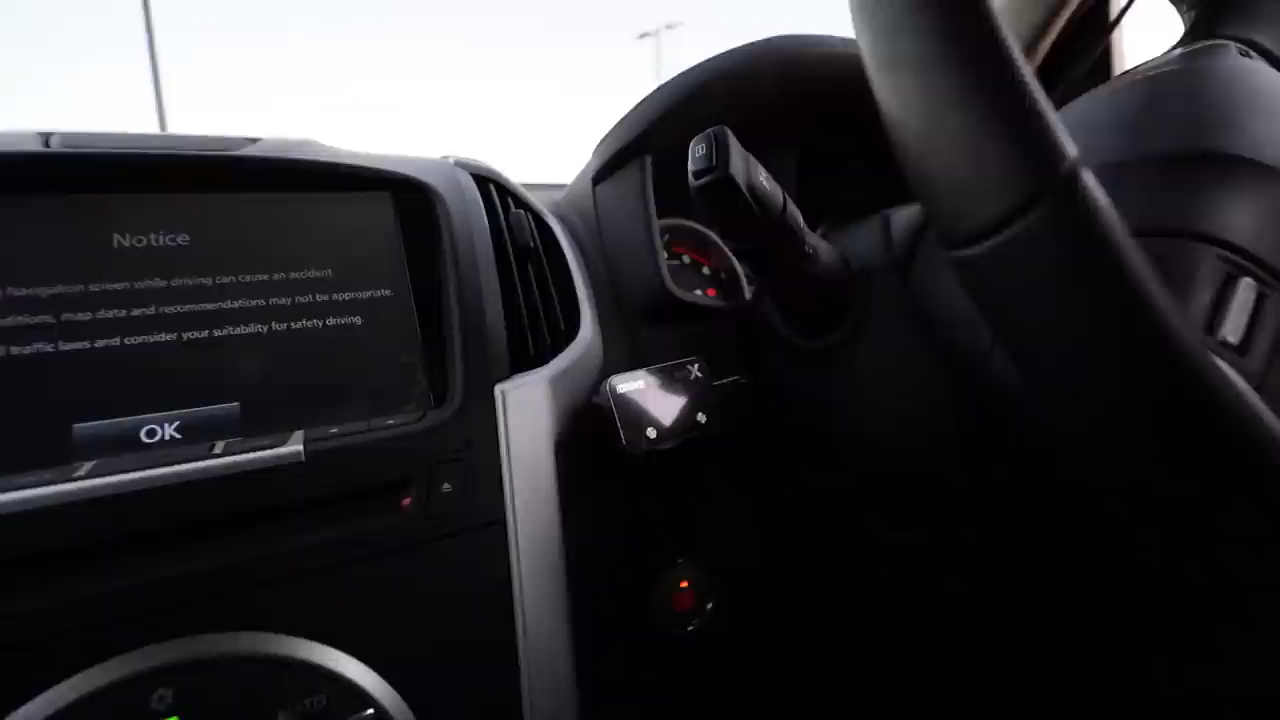 Notice
Navigation screen while driving can cause an accident
map data and recommendations may not be appropriate.
traffic laws and consider your suitability for safety driving.
OK
X
AUTO